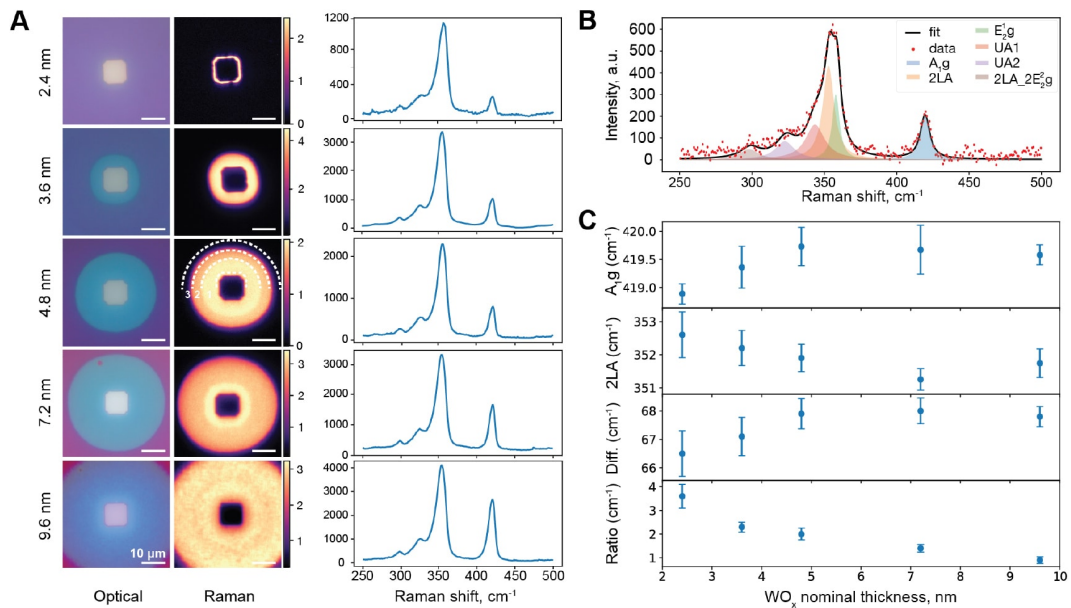 A
2.4 nm
2
1
0
1200
800
400
0
3.6 nm
4
2
3000
2000
1000
0
4.8 nm
3 2
2
1
0
2000
1000
0
7.2 nm
3
2
1
3000
2000
1000
0
9.6 nm
10 μm
3
2
1
4000
3000
2000
1000
0
250 300 350 400 450 500
Optical
Raman
Raman shift, cm⁻¹
B
Intensity, a.u.
600
500
400
300
200
100
0
fit
data
A₁g
2LA
E¹₂g
UA1
UA2
2LA_2E²₂g
250 300 350 400 450 500
Raman shift, cm⁻¹
C
A₁g (cm⁻¹)
420.0
419.5
419.0
2LA (cm⁻¹)
353
352
351
Diff. (cm⁻¹)
68
67
66
Ratio (cm⁻¹)
4
3
2
1
2 3 4 5 6 7 8 9 10
WOₓ nominal thickness, nm